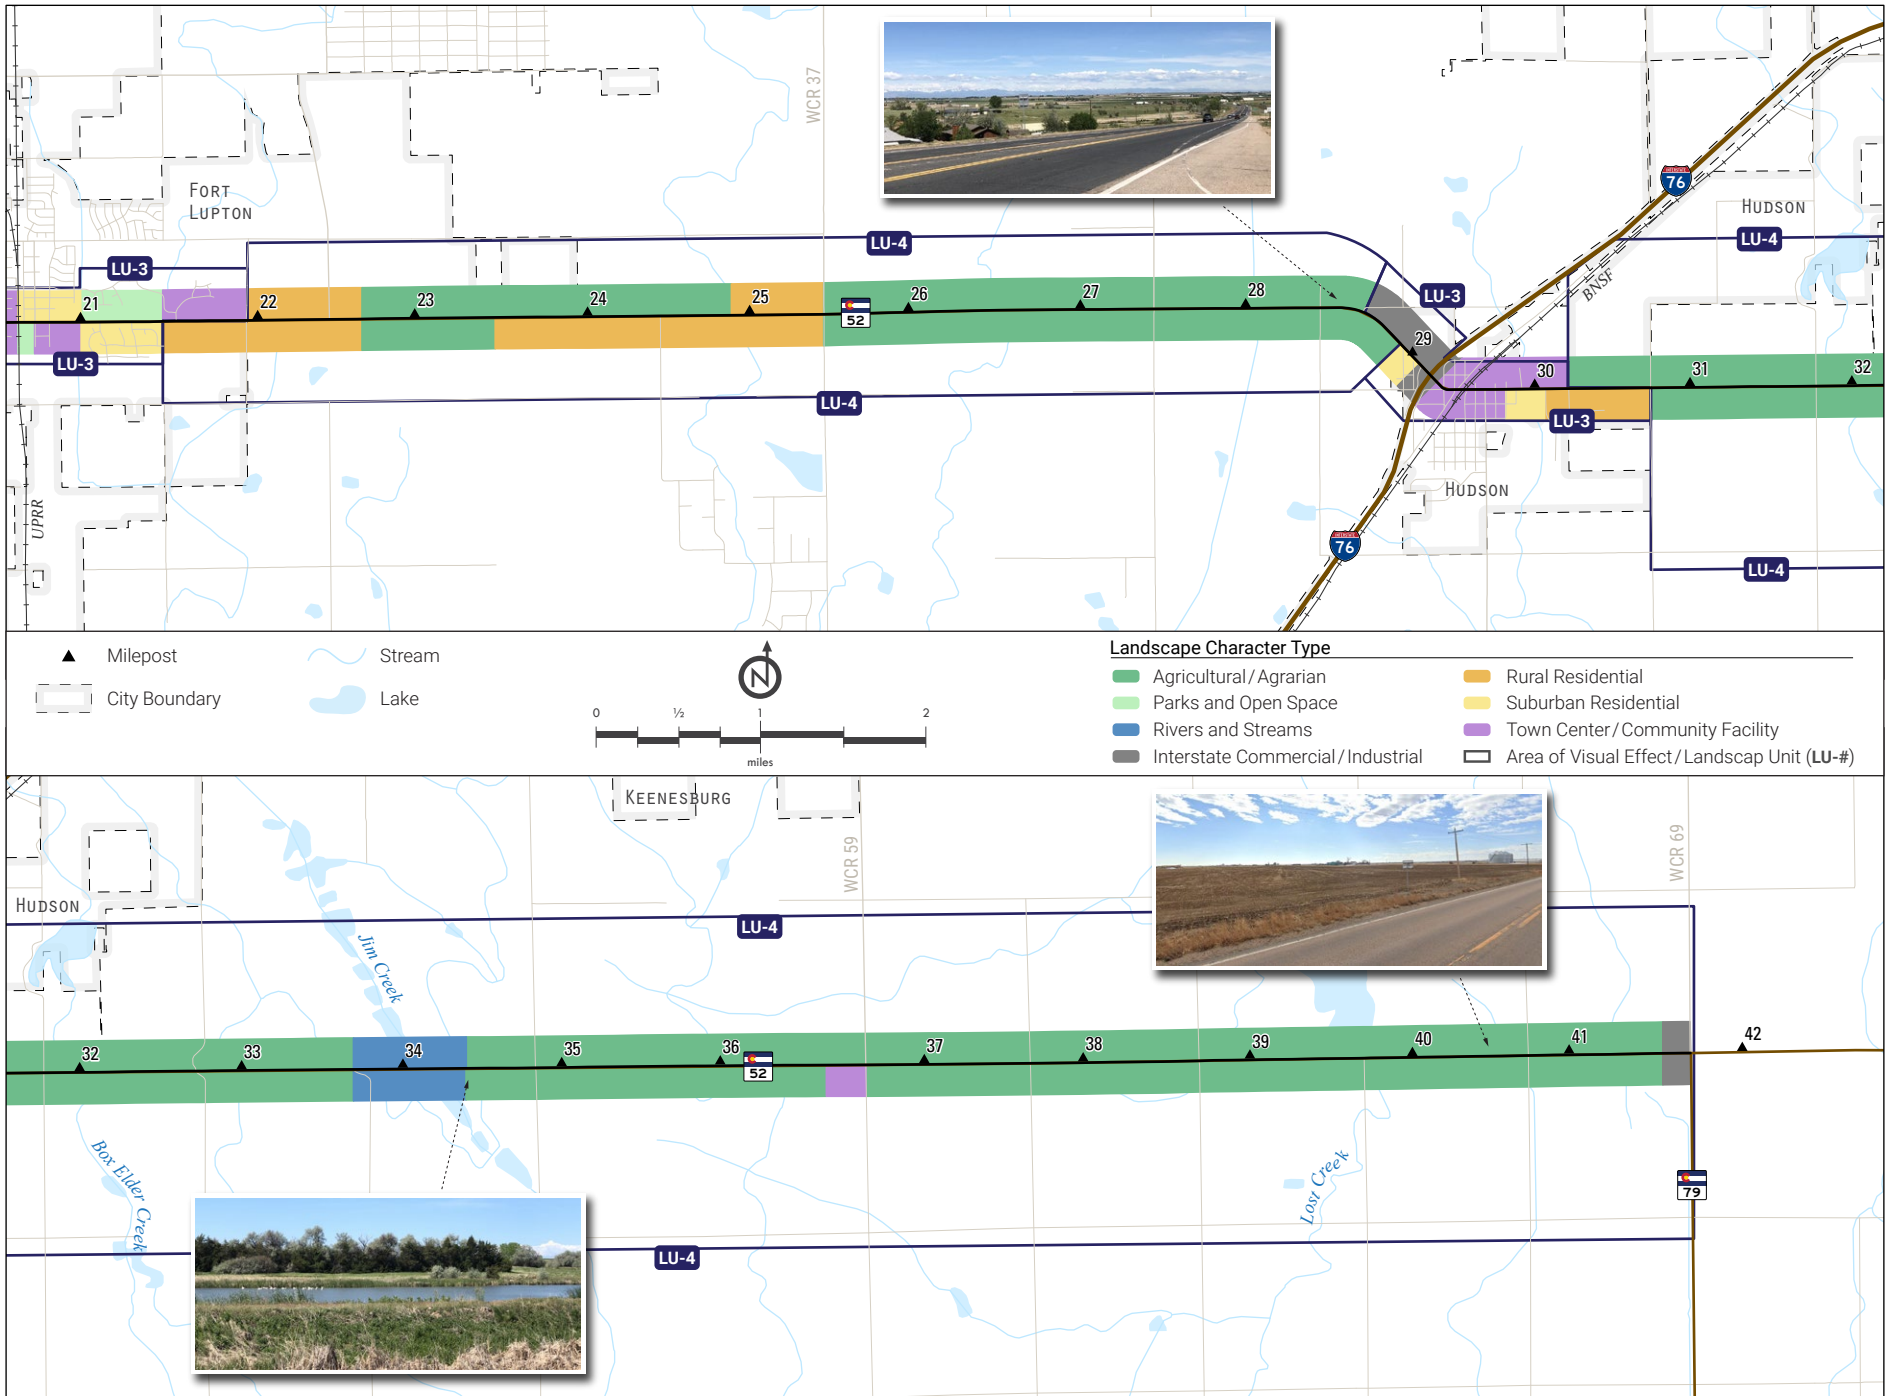 WCR 37
FORT
LUPTON
HUDSON
INTERSTATE
76
LU-4
LU-4
LU-3
LU-3
BNSF
21
22
23
24
25
52
26
27
28
29
30
31
32
LU-3
LU-4
LU-3
HUDSON
UPRR
INTERSTATE
76
LU-4
Milepost
City Boundary
Stream
Lake
N
0 ½ 1 2
miles
Landscape Character Type
Agricultural/Agrarian
Parks and Open Space
Rivers and Streams
Interstate Commercial/Industrial
Rural Residential
Suburban Residential
Town Center/Community Facility
Area of Visual Effect/Landscap Unit (LU-#)
KEENESBURG
WCR 59
WCR 69
HUDSON
LU-4
Jim Creek
32
33
34
35
36
52
37
38
39
40
41
42
Box Elder Creek
Lost Creek
79
LU-4